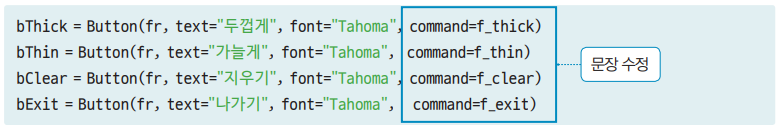 bThick = Button(fr, text="두껍게", font="Tahoma", command=f_thick)
bThin = Button(fr, text="가늘게", font="Tahoma", command=f_thin)
bClear = Button(fr, text="지우기", font="Tahoma", command=f_clear)
bExit = Button(fr, text="나가기", font="Tahoma", command=f_exit)
문장 수정